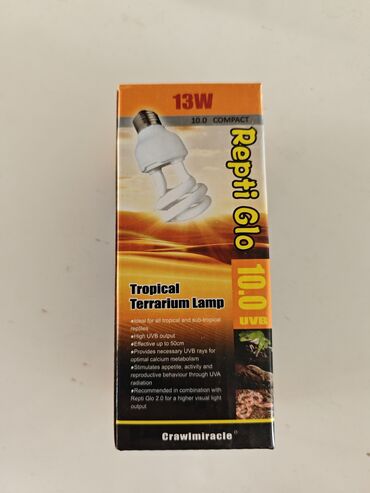 13W
10.0 COMPACT
Repti Glo
10.0
UVB
Tropical
Terrarium Lamp
●Ideal for all tropical and sub-tropical
reptiles
●High UVB output
●Effective up to 50cm
●Provides necessary UVB rays for
optimal calcium metabolism
●Stimulates appetite, activity and
reproductive behaviour through UVA
radiation
●Recommended in combination with
Repti Glo 2.0 for a higher visual light
output
Crawlmiracle